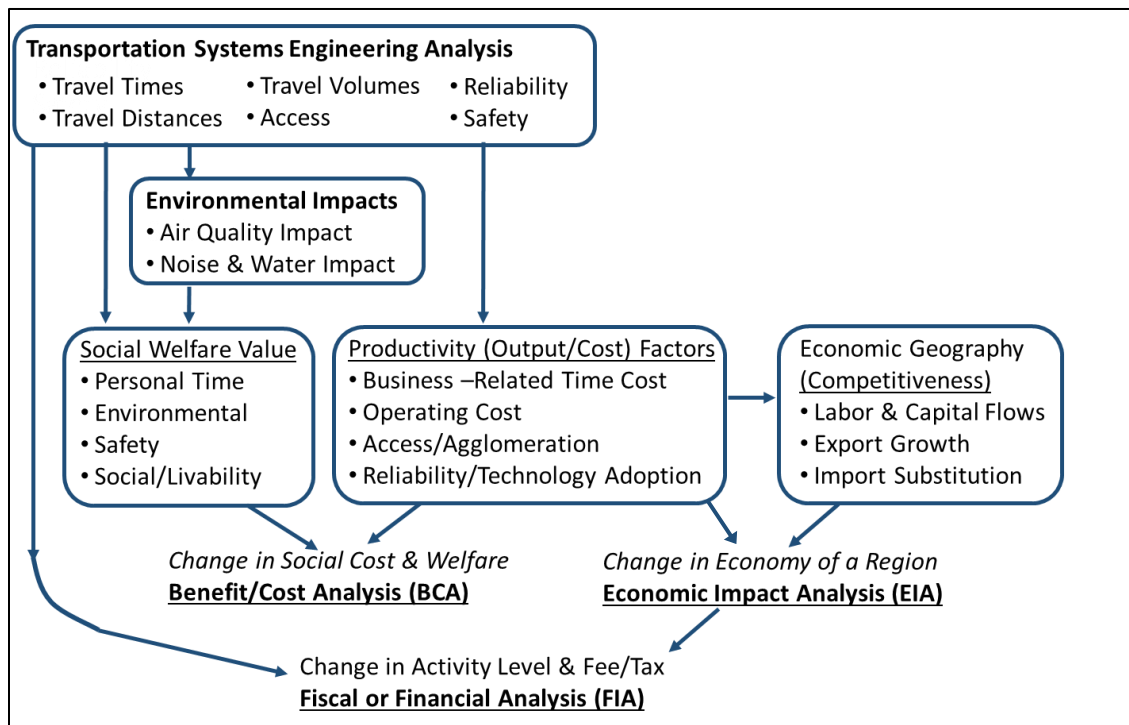 Transportation Systems Engineering Analysis
• Travel Times • Travel Volumes • Reliability
• Travel Distances • Access • Safety
Environmental Impacts
• Air Quality Impact
• Noise & Water Impact
Social Welfare Value
• Personal Time
• Environmental
• Safety
• Social/Livability
Productivity (Output/Cost) Factors
• Business –Related Time Cost
• Operating Cost
• Access/Agglomeration
• Reliability/Technology Adoption
Economic Geography
(Competitiveness)
• Labor & Capital Flows
• Export Growth
• Import Substitution
Change in Social Cost & Welfare
Benefit/Cost Analysis (BCA)
Change in Economy of a Region
Economic Impact Analysis (EIA)
Change in Activity Level & Fee/Tax
Fiscal or Financial Analysis (FIA)